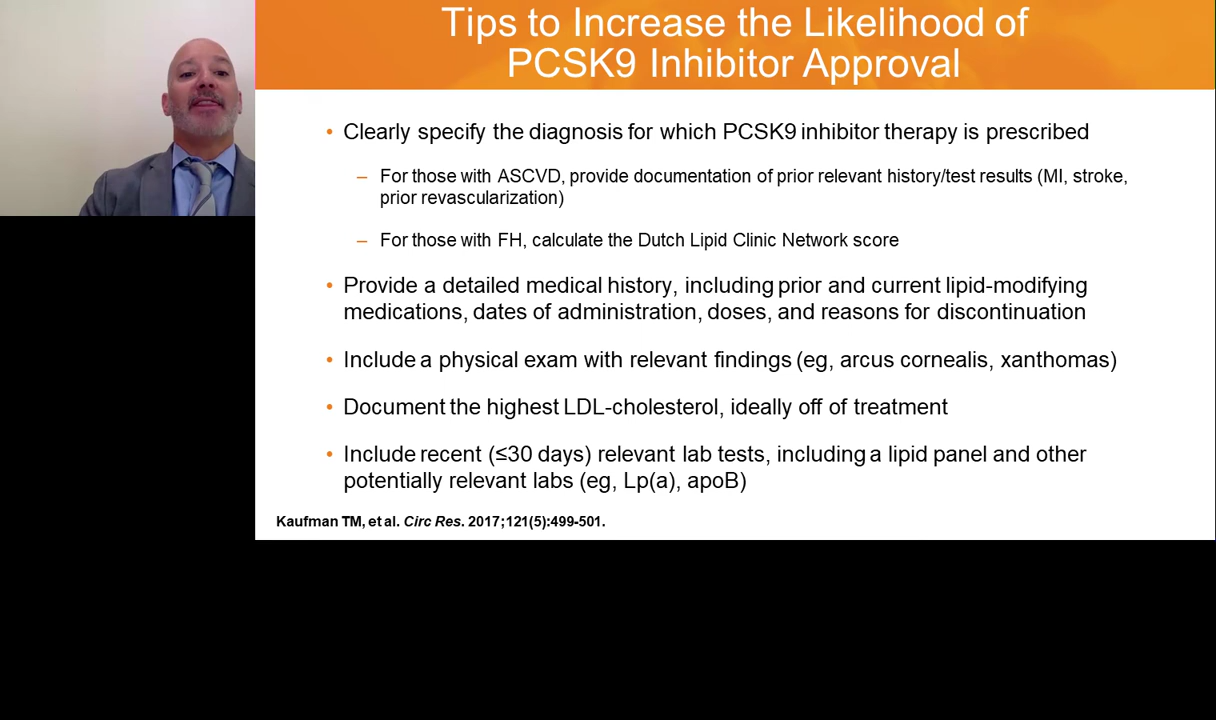 Tips to Increase the Likelihood of
PCSK9 Inhibitor Approval
• Clearly specify the diagnosis for which PCSK9 inhibitor therapy is prescribed
– For those with ASCVD, provide documentation of prior relevant history/test results (MI, stroke,
prior revascularization)
– For those with FH, calculate the Dutch Lipid Clinic Network score
• Provide a detailed medical history, including prior and current lipid-modifying
medications, dates of administration, doses, and reasons for discontinuation
• Include a physical exam with relevant findings (eg, arcus cornealis, xanthomas)
• Document the highest LDL-cholesterol, ideally off of treatment
• Include recent (≤30 days) relevant lab tests, including a lipid panel and other
potentially relevant labs (eg, Lp(a), apoB)
Kaufman TM, et al. Circ Res. 2017;121(5):499-501.